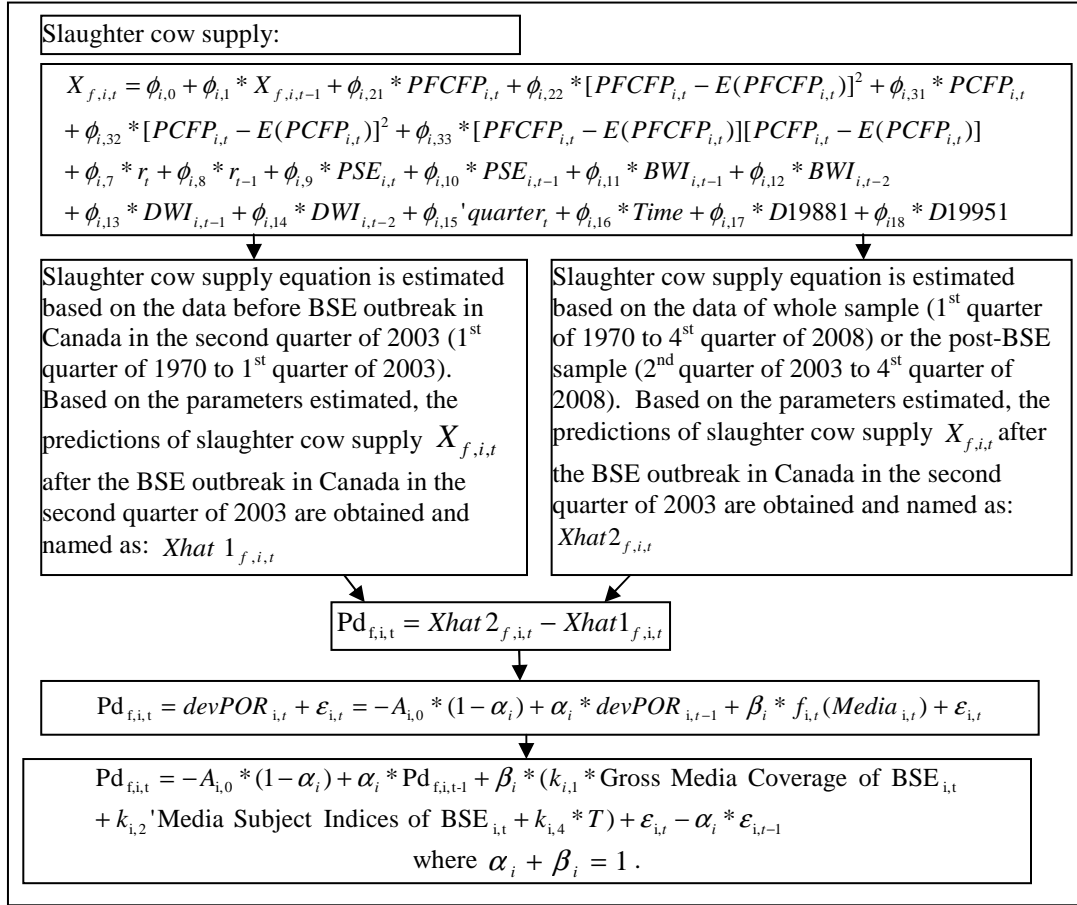 Slaughter cow supply:
X_{f,i,t} = ϕ_{i,0} + ϕ_{i,1} * X_{f,i,t−1} + ϕ_{i,21} * PFCFP_{i,t} + ϕ_{i,22} * [PFCFP_{i,t} − E(PFCFP_{i,t})]^2 + ϕ_{i,31} * PCFP_{i,t}
+ ϕ_{i,32} * [PCFP_{i,t} − E(PCFP_{i,t})]^2 + ϕ_{i,33} * [PFCFP_{i,t} − E(PFCFP_{i,t})][PCFP_{i,t} − E(PCFP_{i,t})]
+ ϕ_{i,7} * r_t + ϕ_{i,8} * r_{t−1} + ϕ_{i,9} * PSE_{i,t} + ϕ_{i,10} * PSE_{i,t−1} + ϕ_{i,11} * BWI_{i,t−1} + ϕ_{i,12} * BWI_{i,t−2}
+ ϕ_{i,13} * DWI_{i,t−1} + ϕ_{i,14} * DWI_{i,t−2} + ϕ_{i,15} 'quarter_t + ϕ_{i,16} * Time + ϕ_{i,17} * D19881 + ϕ_{i18} * D19951
Slaughter cow supply equation is estimated
based on the data before BSE outbreak in
Canada in the second quarter of 2003 (1^{st}
quarter of 1970 to 1^{st} quarter of 2003).
Based on the parameters estimated, the
predictions of slaughter cow supply X_{f,i,t}
after the BSE outbreak in Canada in the
second quarter of 2003 are obtained and
named as: Xhat 1_{f,i,t}
Slaughter cow supply equation is estimated
based on the data of whole sample (1^{st} quarter
of 1970 to 4^{st} quarter of 2008) or the post-BSE
sample (2^{nd} quarter of 2003 to 4^{st} quarter of
2008). Based on the parameters estimated, the
predictions of slaughter cow supply X_{f,i,t} after
the BSE outbreak in Canada in the second
quarter of 2003 are obtained and named as:
Xhat2_{f,i,t}
Pd_{f,i,t} = Xhat2_{f,i,t} − Xhat1_{f,i,t}
Pd_{f,i,t} = devPOR_{i,t} + ε_{i,t} = −A_{i,0} * (1 − α_i) + α_i * devPOR_{i,t−1} + β_i * f_{i,t}(Media_{i,t}) + ε_{i,t}
Pd_{f,i,t} = −A_{i,0} * (1 − α_i) + α_i * Pd_{f,i,t-1} + β_i * (k_{i,1} * Gross Media Coverage of BSE_{i,t}
+ k_{i,2} 'Media Subject Indices of BSE_{i,t} + k_{i,4} * T) + ε_{i,t} − α_i * ε_{i,t−1}
where α_i + β_i = 1 .